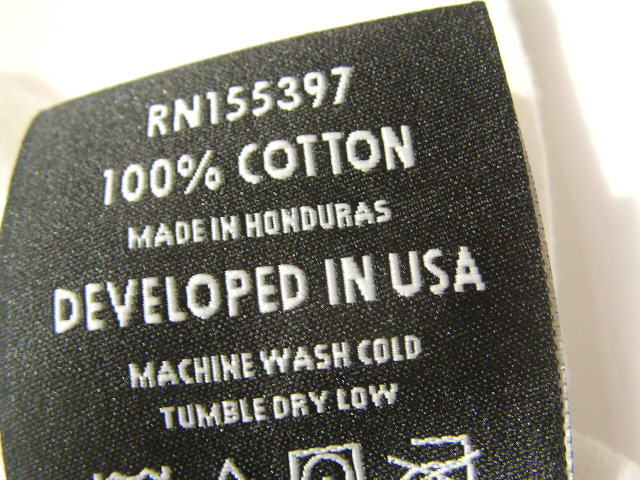 RN155397
100% COTTON
MADE IN HONDURAS
DEVELOPED IN USA
MACHINE WASH COLD
TUMBLE DRY LOW